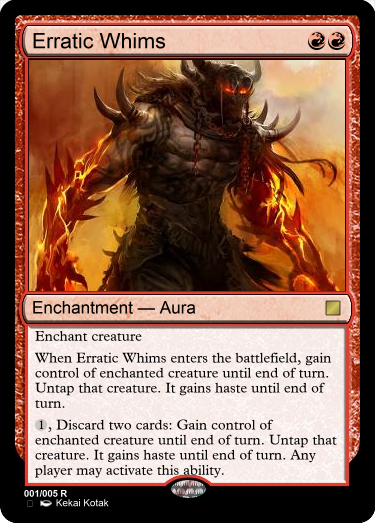 Erratic Whims
Enchantment — Aura
Enchant creature
When Erratic Whims enters the battlefield, gain
control of enchanted creature until end of turn.
Untap that creature. It gains haste until end of
turn.
1, Discard two cards: Gain control of
enchanted creature until end of turn. Untap that
creature. It gains haste until end of turn. Any
player may activate this ability.
001/005 R
Kekai Kotak